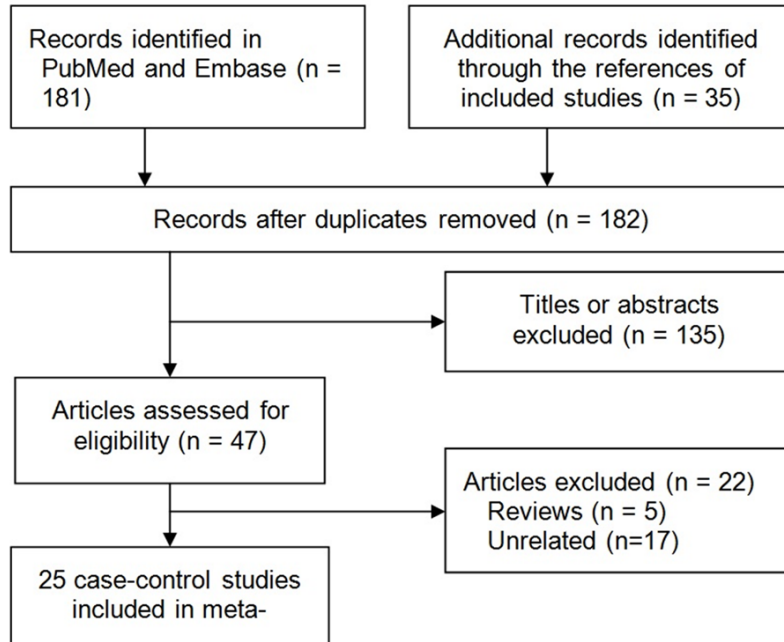 Records identified in
PubMed and Embase (n =
181)
Additional records identified
through the references of
included studies (n = 35)
Records after duplicates removed (n = 182)
Titles or abstracts
excluded (n = 135)
Articles assessed for
eligibility (n = 47)
Articles excluded (n = 22)
Reviews (n = 5)
Unrelated (n=17)
25 case-control studies
included in meta-